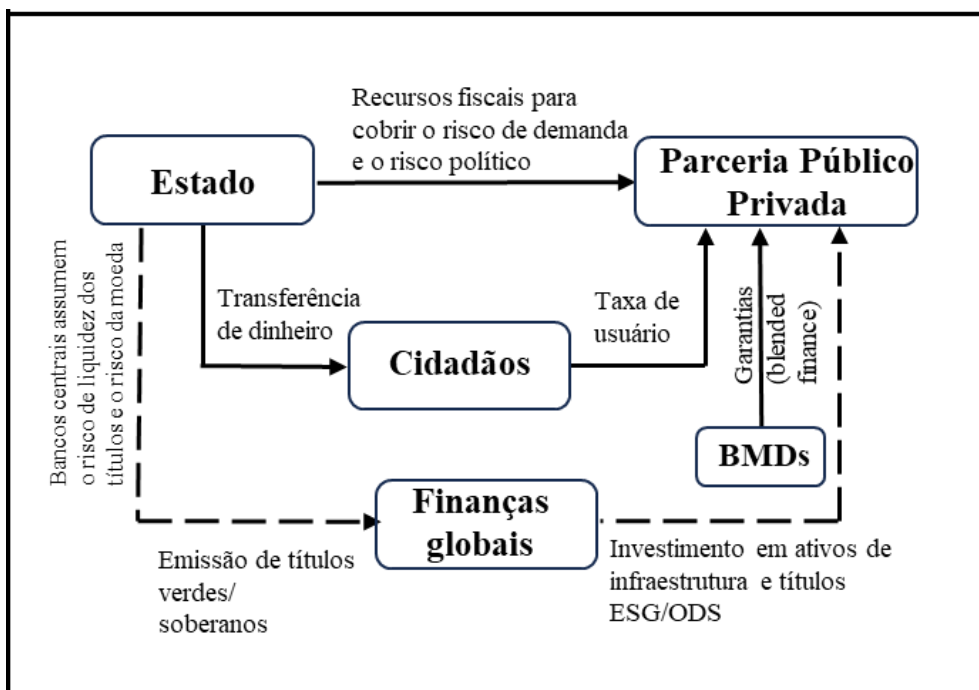 Recursos fiscais para
cobrir o risco de demanda
e o risco político
Estado
Parceria Público
Privada
Bancos centrais assumem
o risco de liquidez dos
títulos e o risco da moeda
Transferência
de dinheiro
Cidadãos
Taxa de
usuário
Garantias
(blended
finance)
BMDs
Finanças
globais
Emissão de títulos
verdes/
soberanos
Investimento em ativos de
infraestrutura e títulos
ESG/ODS